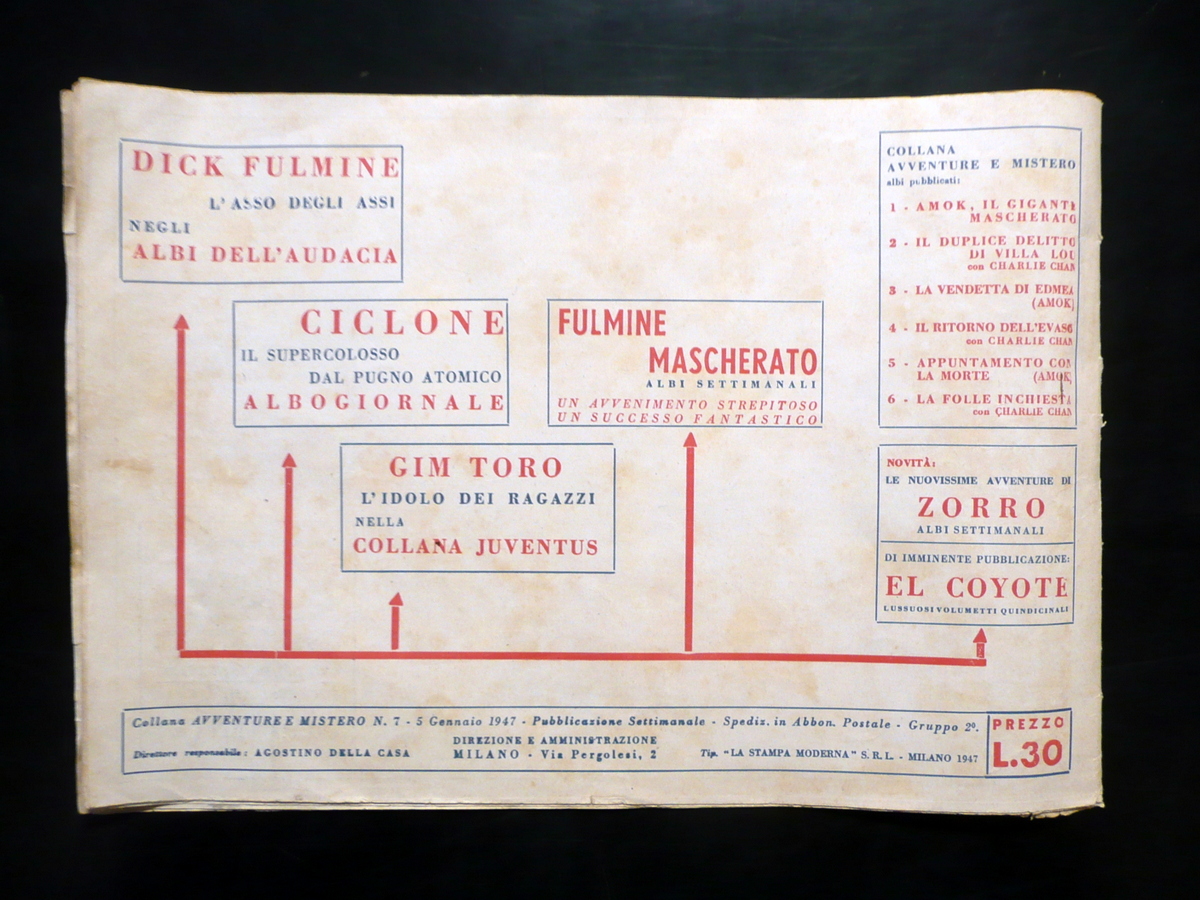 DICK FULMINE
L'ASSO DEGLI ASSI
NEGLI
ALBI DELL'AUDACIA
CICLONE
IL SUPERCOLOSSO
DAL PUGNO ATOMICO
ALBOGIORNALE
GIM TORO
L'IDOLO DEI RAGAZZI
NELLA
COLLANA JUVENTUS
FULMINE
MASCHERATO
ALBI SETTIMANALI
UN AVVENIMENTO STREPITOSO
UN SUCCESSO FANTASTICO
COLLANA
AVVENTURE E MISTERO
albi pubblicati:
1 - AMOK, IL GIGANTE
MASCHERATO
2 - IL DUPLICE DELITTO
DI VILLA LOU
con CHARLIE CHAN
3 - LA VENDETTA DI EDMEA
(AMOK)
4 - IL RITORNO DELL'EVASO
con CHARLIE CHAN
5 - APPUNTAMENTO CON
LA MORTE (AMOK)
6 - LA FOLLE INCHIESTA
con CHARLIE CHAN
NOVITÀ:
LE NUOVISSIME AVVENTURE DI
ZORRO
ALBI SETTIMANALI
DI IMMINENTE PUBBLICAZIONE:
EL COYOTE
LUSSUOSI VOLUMETTI QUINDICINALI
Collana AVVENTURE E MISTERO N. 7 - 5 Gennaio 1947 - Pubblicazione Settimanale - Spediz. in Abbon. Postale - Gruppo 2º.
DIREZIONE E AMMINISTRAZIONE
Direttore responsabile: AGOSTINO DELLA CASA MILANO - Via Pergolesi, 2 Tip. "LA STAMPA MODERNA" S.R.L. - MILANO 1947
PREZZO
L.30